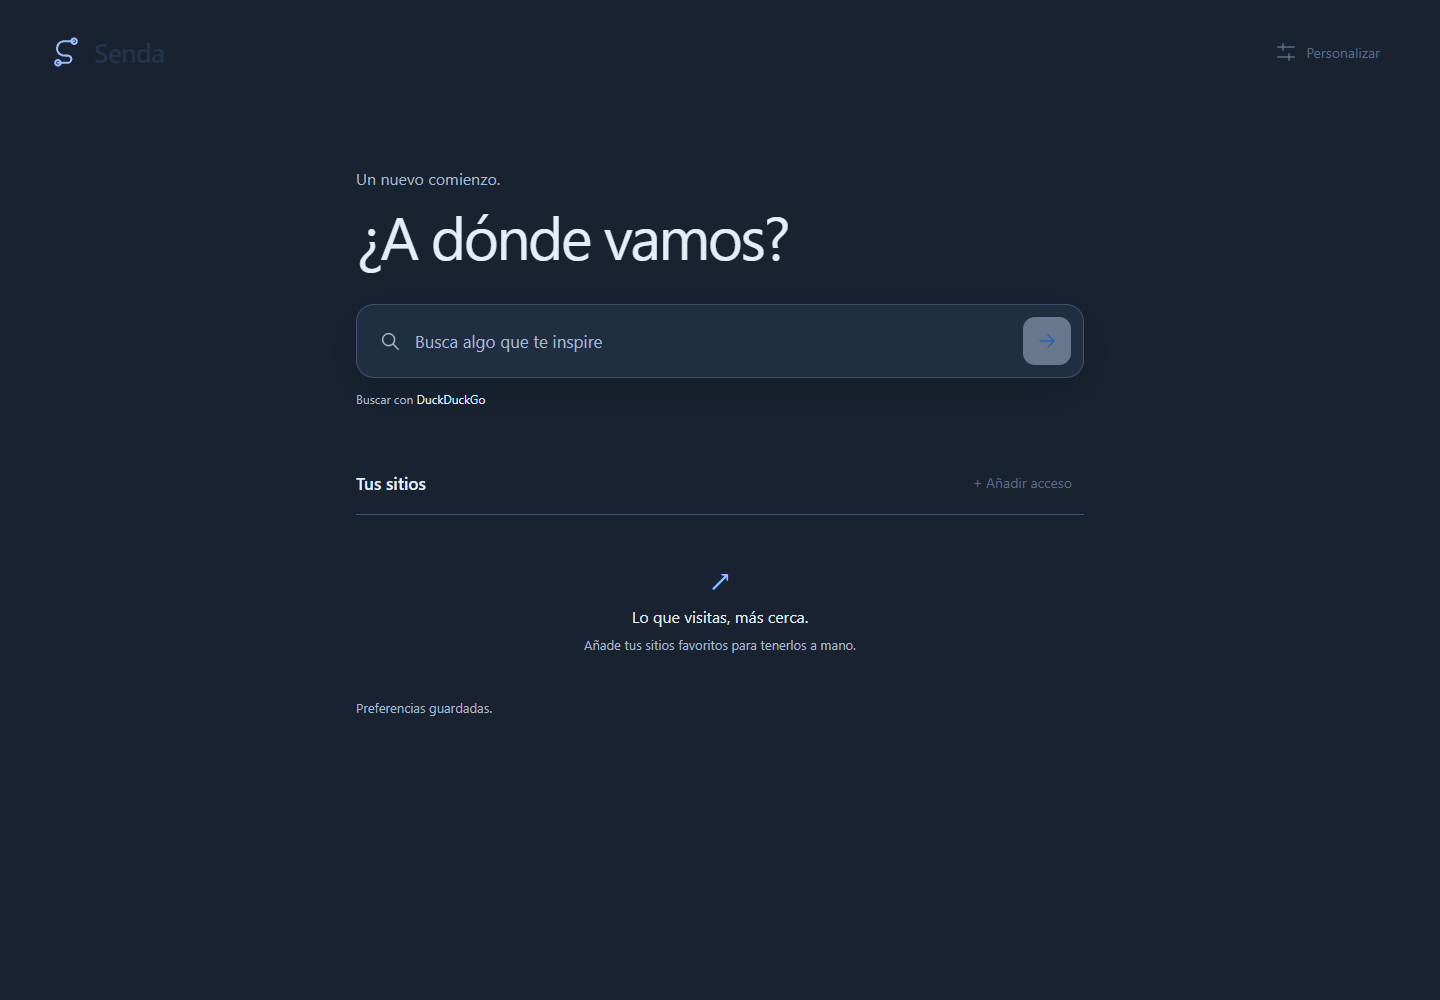 Senda
Personalizar
Un nuevo comienzo.
¿A dónde vamos?
Busca algo que te inspire
Buscar con DuckDuckGo
Tus sitios
+ Añadir acceso
Lo que visitas, más cerca.
Añade tus sitios favoritos para tenerlos a mano.
Preferencias guardadas.